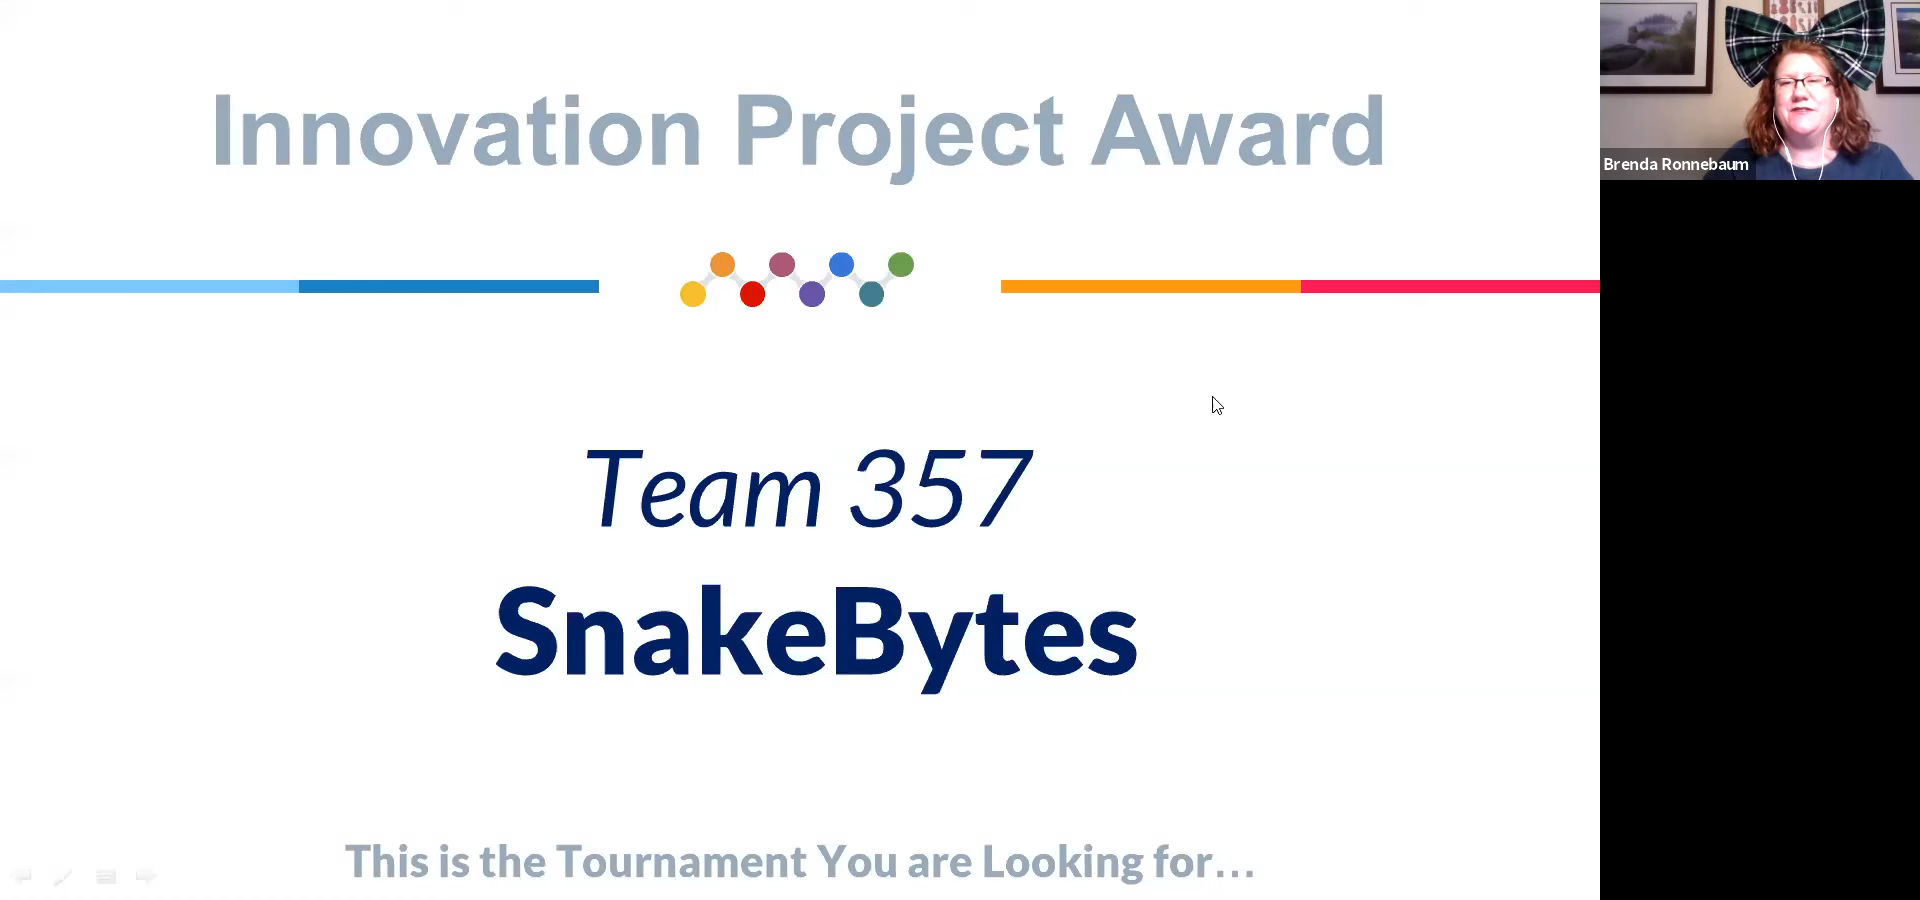 Innovation Project Award
Brenda Ronnebaum
Team 357
SnakeBytes
This is the Tournament You are Looking for...